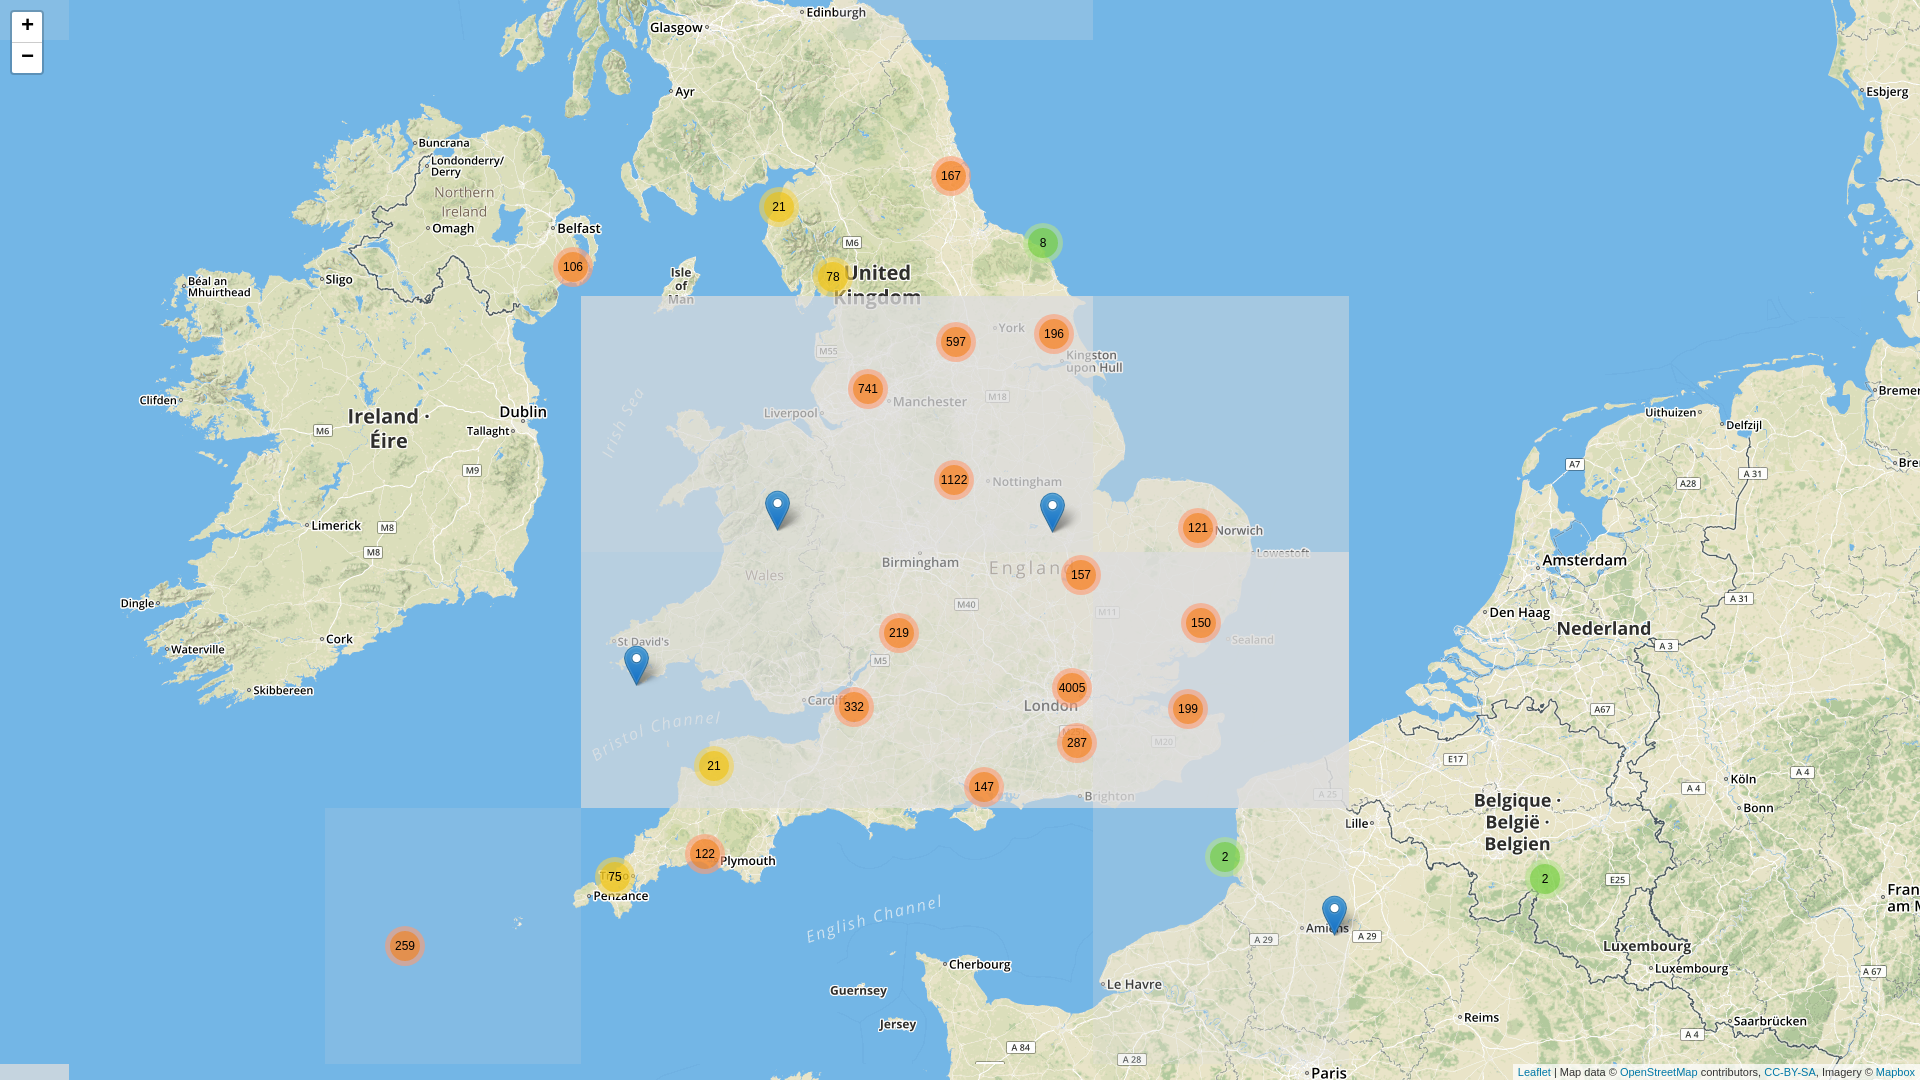 +
−
Edinburgh
Glasgow
Ayr
Esbjerg
Buncrana
Londonderry/
Derry
Northern
Ireland
Omagh
Belfast
167
21
8
M6
106
78
United
Kingdom
Isle
of
Man
Sligo
Béal an
Mhuirthead
York
597
196
M55
Kingston
upon Hull
741
Manchester
M18
Liverpool
Irish Sea
Clifden
Ireland ·
Éire
Dublin
Tallaght
M6
M9
Bremer
Uithuizen
Delfzijl
A7
A 31
A28
1122
Nottingham
Limerick
M8
M8
121
Norwich
Lowestoft
Birmingham
Englan
157
Wales
Amsterdam
A 31
Dingle
M40
M11
Den Haag
Nederland
150
Sealand
219
Cork
St David's
Waterville
M5
A 3
Skibbereen
4005
London
Cardiff
332
199
A67
Bristol Channel
287
M20
E17
21
147
Brighton
A 25
Köln
A 4
A 4
Bonn
Belgique ·
België ·
Belgien
Lille
122
Plymouth
2
75
Penzance
2
E25
English Channel
Amiens
A 29
A 29
259
Luxembourg
Luxembourg
A 67
Cherbourg
Le Havre
Guernsey
Jersey
Reims
Saarbrücken
A 84
A 28
A 4
Paris
Leaflet | Map data © OpenStreetMap contributors, CC-BY-SA, Imagery © Mapbox